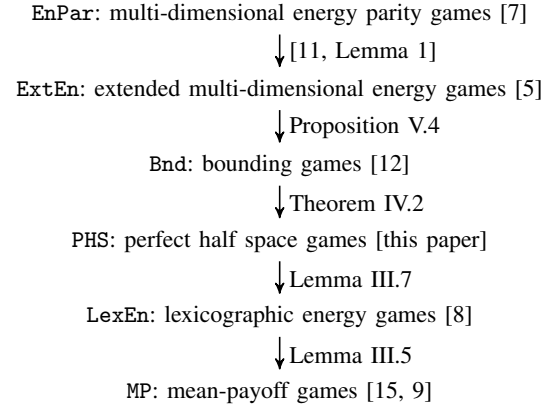 EnPar: multi-dimensional energy parity games [7]
[11, Lemma 1]
ExtEn: extended multi-dimensional energy games [5]
Proposition V.4
Bnd: bounding games [12]
Theorem IV.2
PHS: perfect half space games [this paper]
Lemma III.7
LexEn: lexicographic energy games [8]
Lemma III.5
MP: mean-payoff games [15, 9]